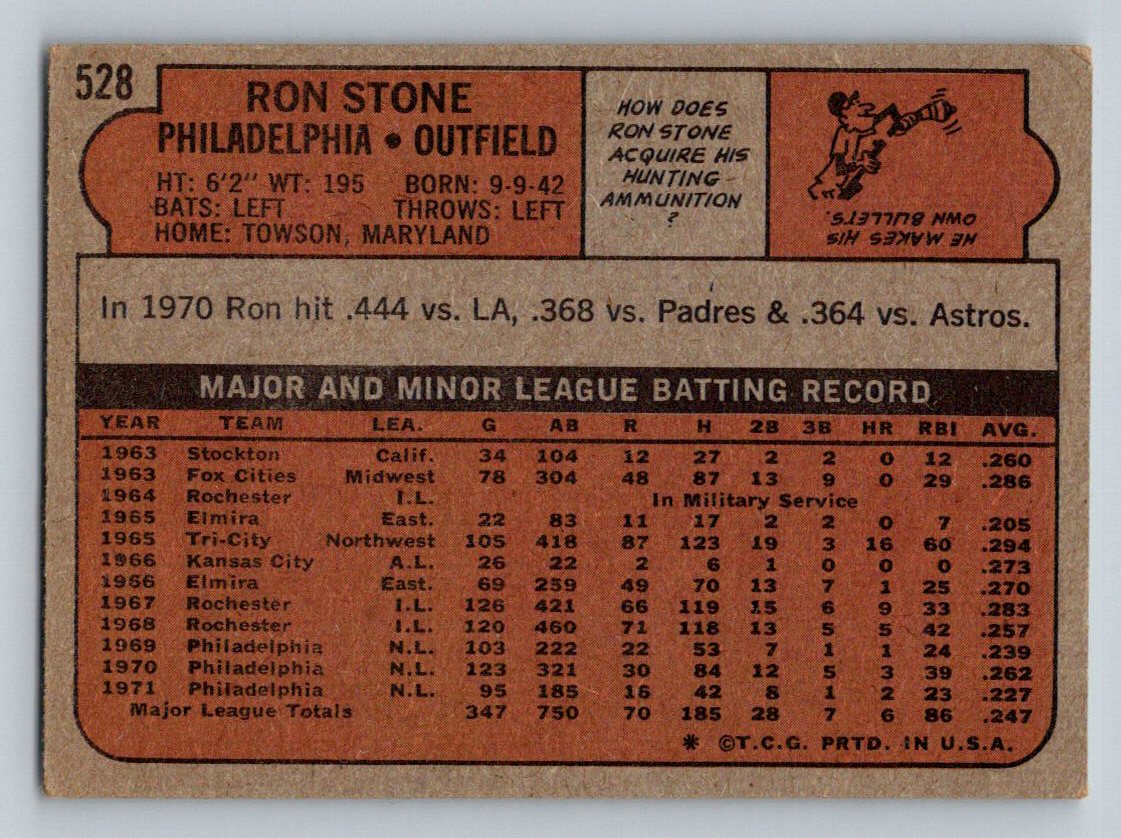 528
RON STONE
PHILADELPHIA • OUTFIELD
HT: 6'2" WT: 195 BORN: 9-9-42
BATS: LEFT THROWS: LEFT
HOME: TOWSON, MARYLAND
HOW DOES
RON STONE
ACQUIRE HIS
HUNTING
AMMUNITION
?
HE MAKES HIS
OWN BULLETS.
In 1970 Ron hit .444 vs. LA, .368 vs. Padres & .364 vs. Astros.
MAJOR AND MINOR LEAGUE BATTING RECORD
YEAR TEAM LEA. G AB R H 2B 3B HR RBI AVG.
1963 Stockton Calif. 34 104 12 27 2 2 0 12 .260
1963 Fox Cities Midwest 78 304 48 87 13 9 0 29 .286
1964 Rochester I.L. In Military Service
1965 Elmira East. 22 83 11 17 2 2 0 7 .205
1965 Tri-City Northwest 105 418 87 123 19 3 16 60 .294
1966 Kansas City A.L. 26 22 2 6 1 0 0 0 .273
1966 Elmira East. 69 259 49 70 13 7 1 25 .270
1967 Rochester I.L. 126 421 66 119 15 6 9 33 .283
1968 Rochester I.L. 120 460 71 118 13 5 5 42 .257
1969 Philadelphia N.L. 103 222 22 53 7 1 1 24 .239
1970 Philadelphia N.L. 123 321 30 84 12 5 3 39 .262
1971 Philadelphia N.L. 95 185 16 42 8 1 2 23 .227
Major League Totals 347 750 70 185 28 7 6 86 .247
* ©T.C.G. PRTD. IN U.S.A.